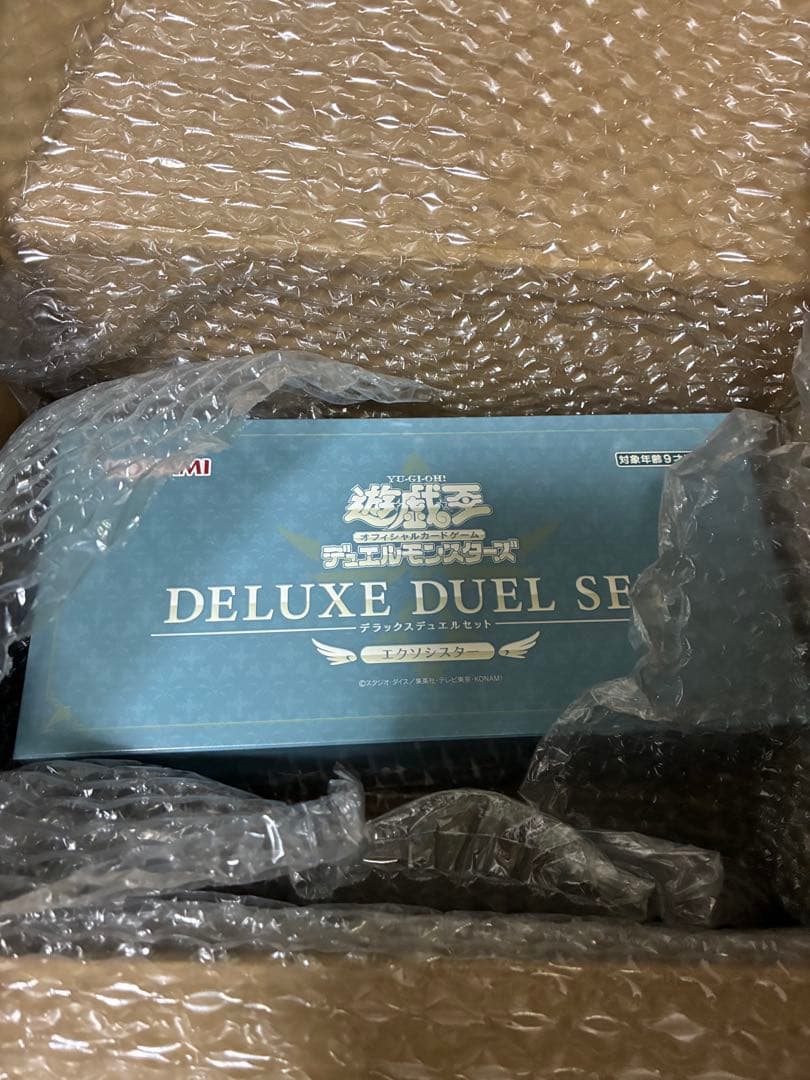 KONAMI
対象年齢9才
YU-GI-OH!
遊戯王
オフィシャルカードゲーム
デュエルモンスターズ
DELUXE DUEL SE
デラックスデュエルセット
エクソシスター
©スタジオ・ダイス/集英社・テレビ東京・KONAMI